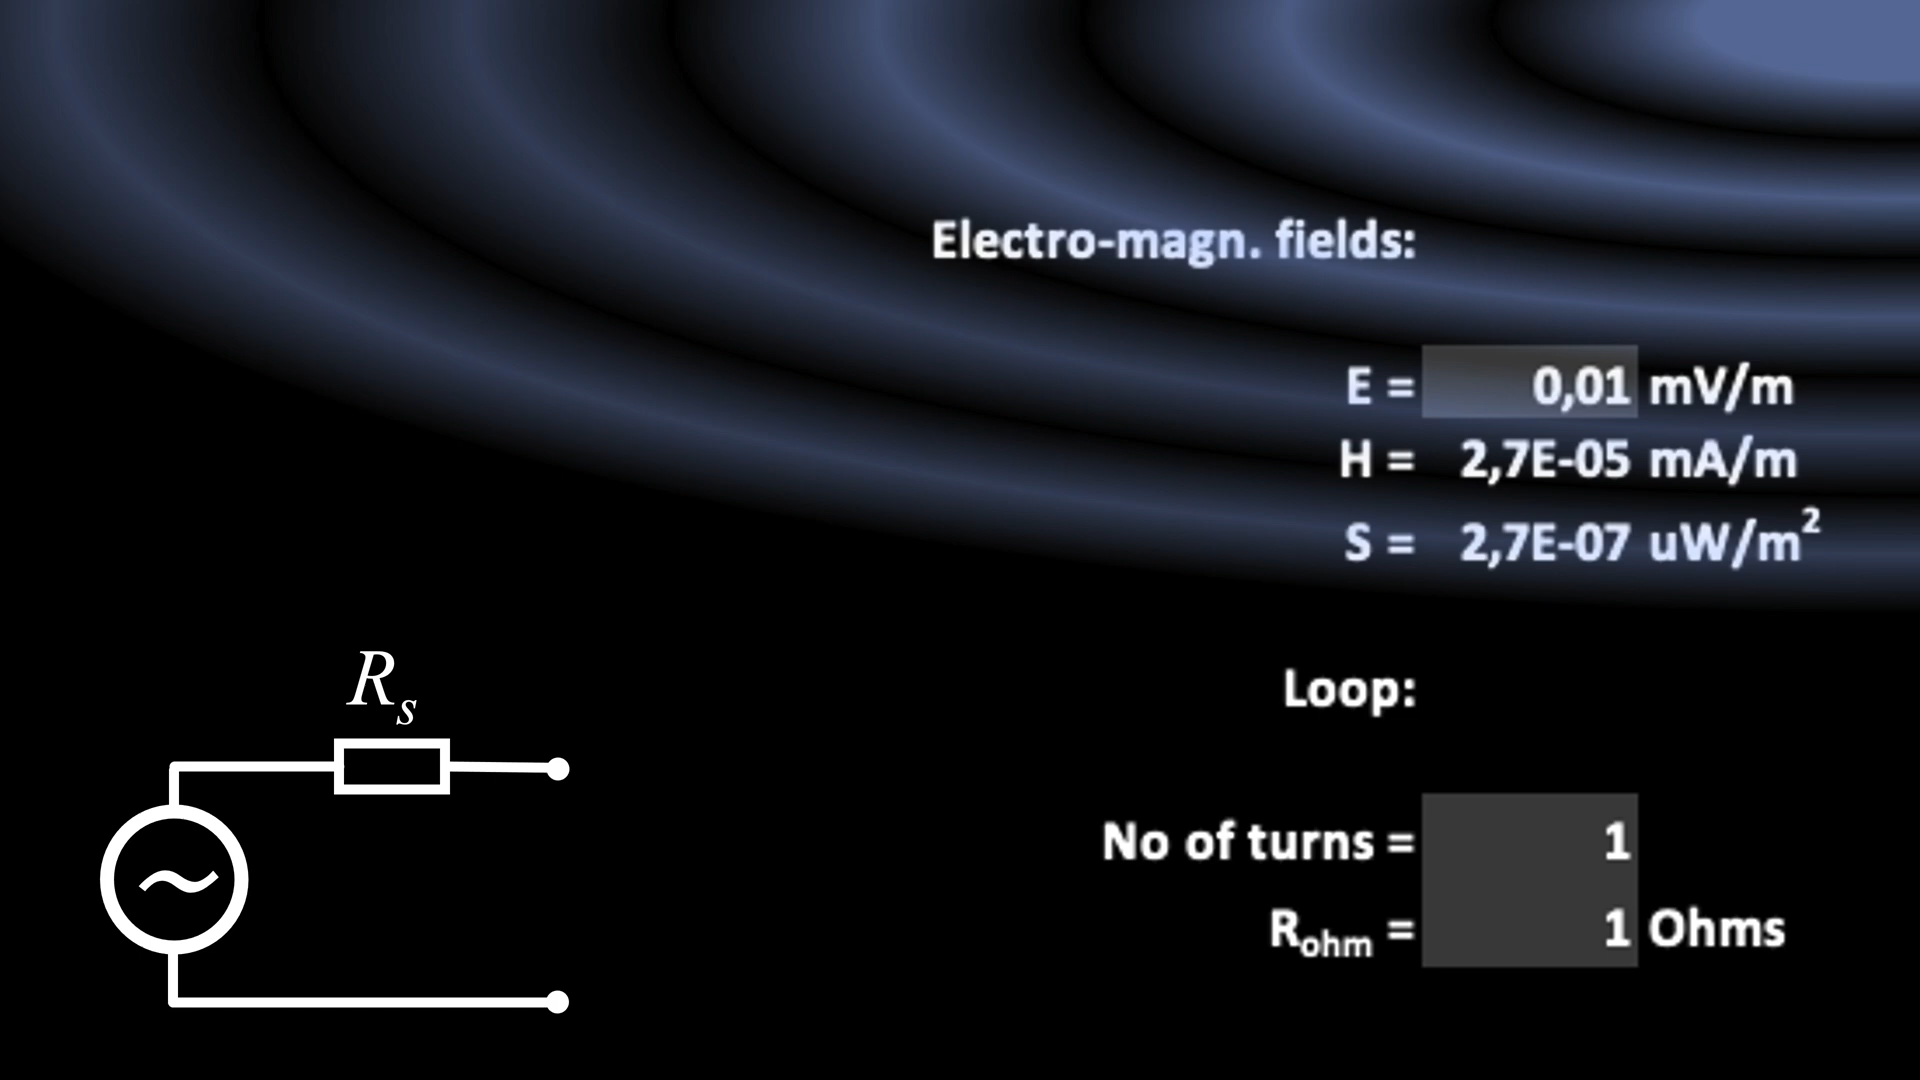 Electro-magn. fields:
E = 0,01 mV/m
H = 2,7E-05 mA/m
S = 2,7E-07 uW/m²
Rₛ
Loop:
No of turns = 1
Rohm = 1 Ohms